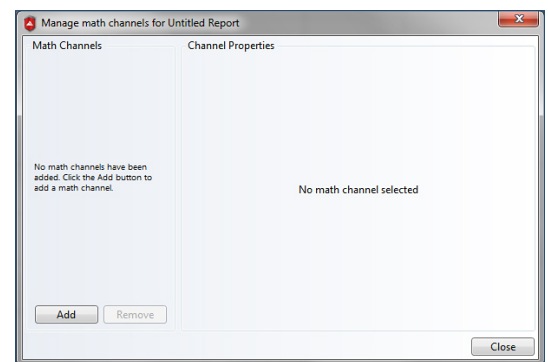 Manage math channels for Untitled Report
Math Channels
Channel Properties
No math channels have been
added. Click the Add button to
add a math channel.
No math channel selected
Add
Remove
Close